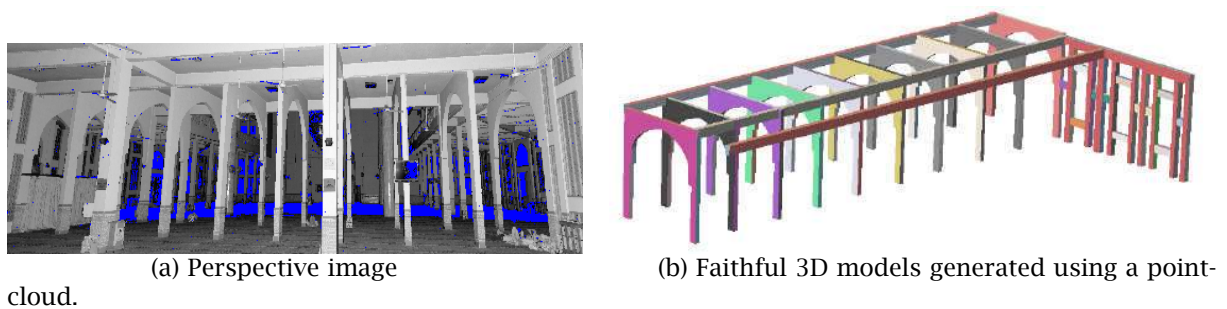 (a) Perspective image
(b) Faithful 3D models generated using a point-
cloud.